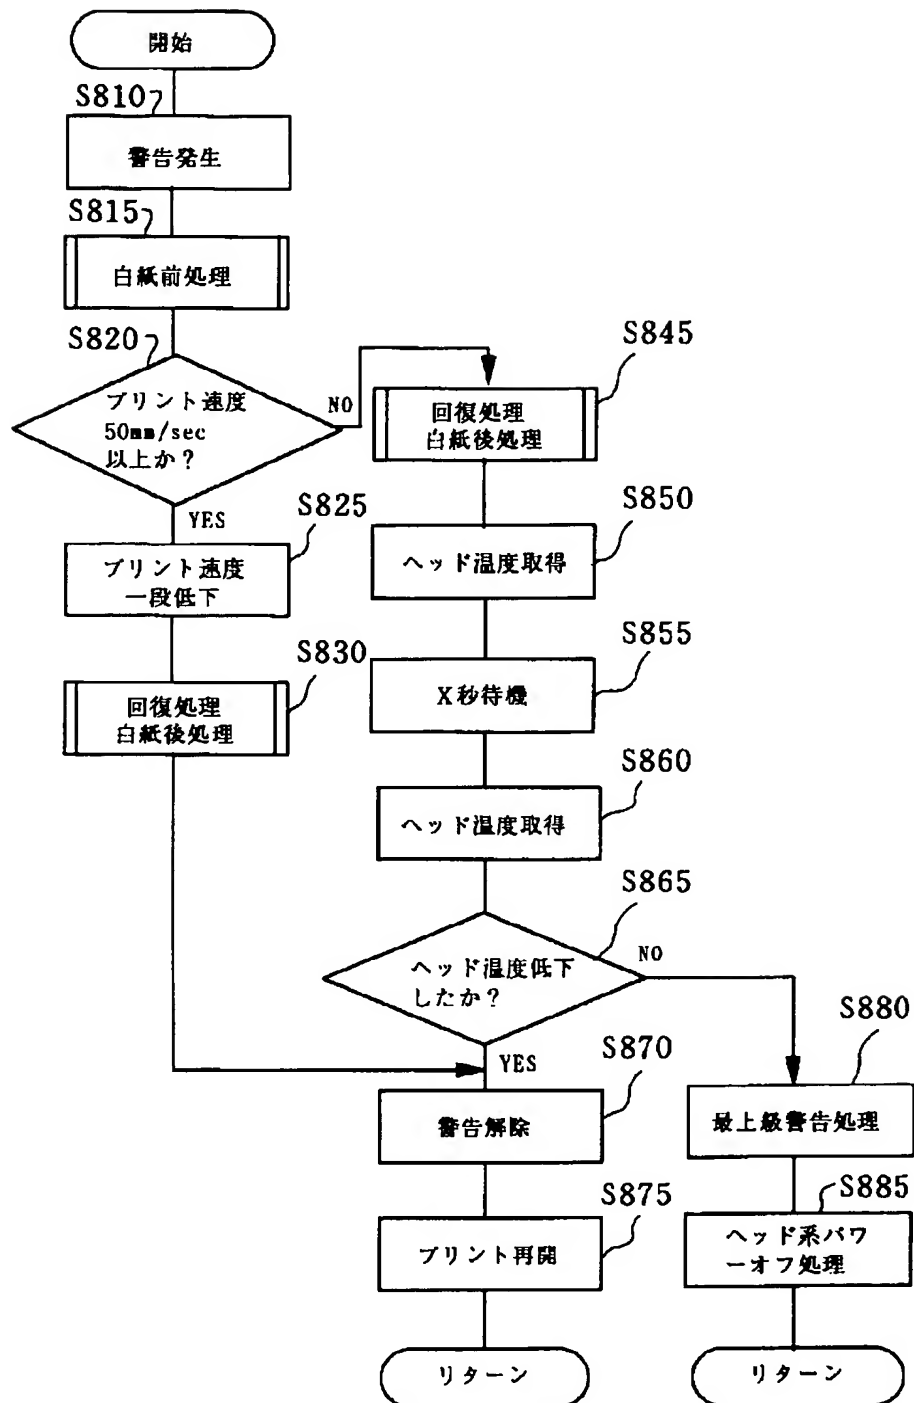 開始
S810
警告発生
S815
白紙前処理
S820
プリント速度
50mm/sec
以上か？
NO
YES
S825
プリント速度
一段低下
S830
回復処理
白紙後処理
S845
回復処理
白紙後処理
S850
ヘッド温度取得
S855
X秒待機
S860
ヘッド温度取得
S865
ヘッド温度低下
したか？
NO
YES
S870
警告解除
S875
プリント再開
リターン
S880
最上級警告処理
S885
ヘッド系パワ
ーオフ処理
リターン